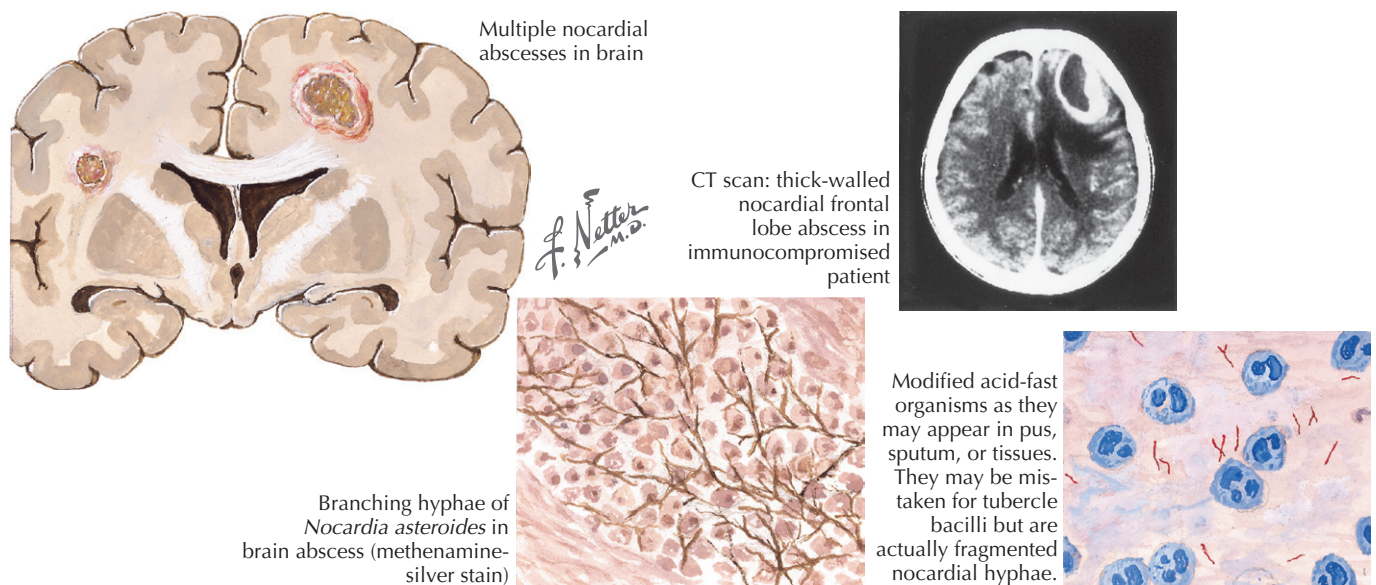 Multiple nocardial
abscesses in brain
CT scan: thick-walled
nocardial frontal
lobe abscess in
immunocompromised
patient
F. Netter
M.D.
Branching hyphae of
Nocardia asteroides in
brain abscess (methenamine-
silver stain)
Modified acid-fast
organisms as they
may appear in pus,
sputum, or tissues.
They may be mis-
taken for tubercle
bacilli but are
actually fragmented
nocardial hyphae.